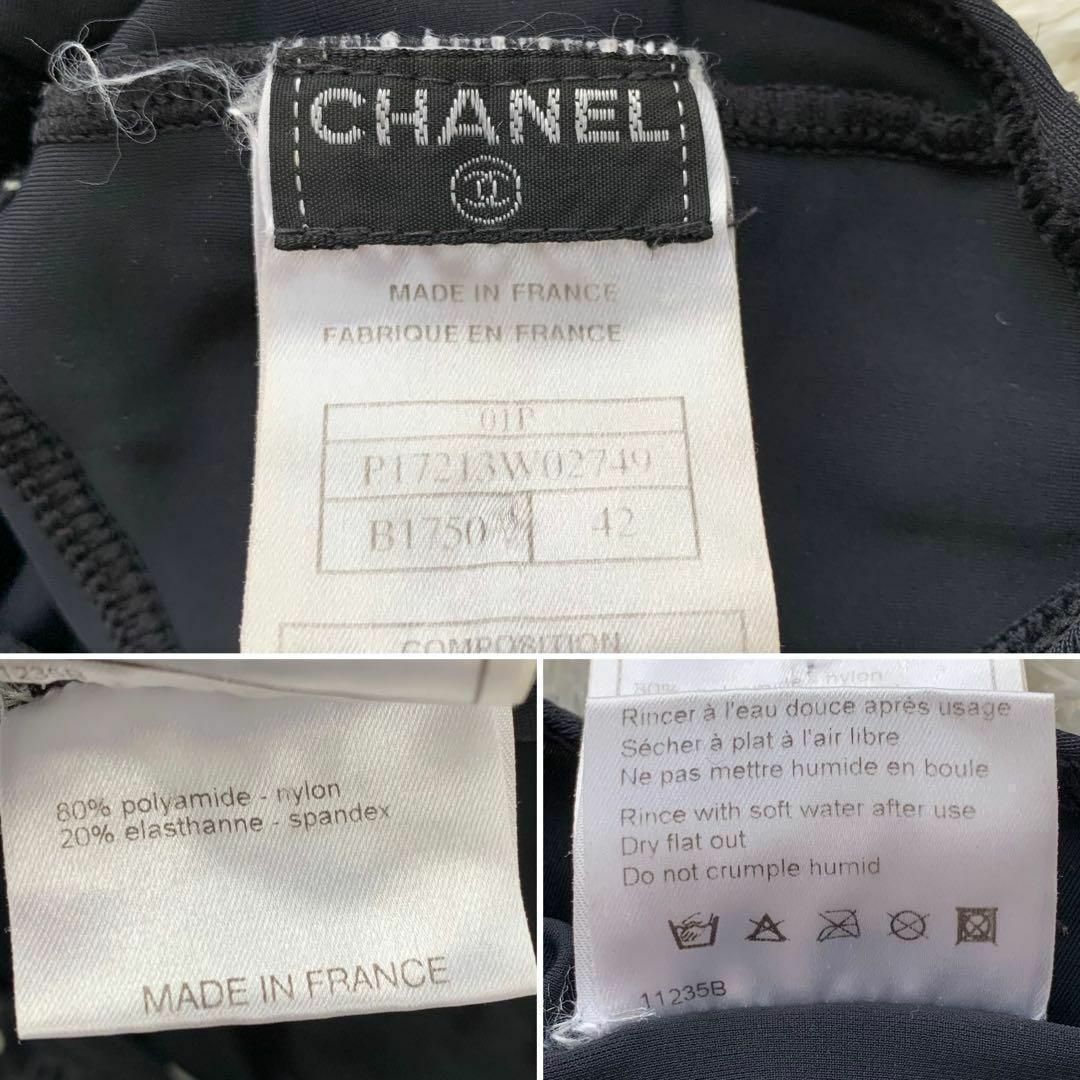 CHANEL
MADE IN FRANCE
FABRIQUE EN FRANCE
01P
P17213W02749
B1750 42
COMPOSITION
80% polyamide - nylon
20% elasthanne - spandex
MADE IN FRANCE
80% nylon
Rincer à l'eau douce après usage
Sécher à plat à l'air libre
Ne pas mettre humide en boule
Rince with soft water after use
Dry flat out
Do not crumple humid
11235B